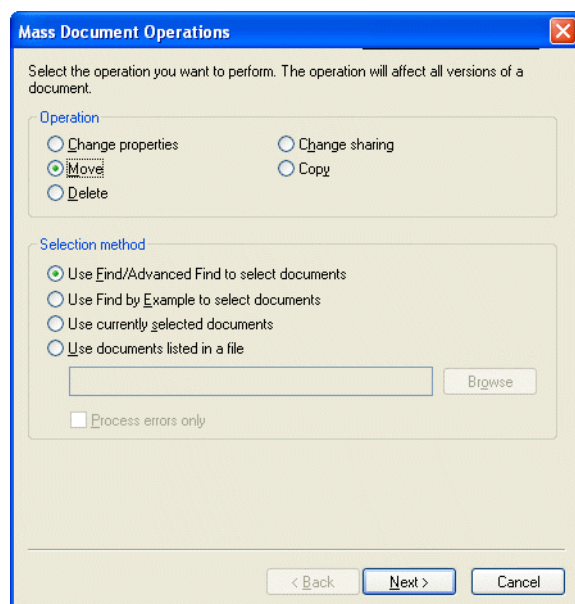 Mass Document Operations
Select the operation you want to perform. The operation will affect all versions of a
document.
Operation
Change properties
Change sharing
Move
Copy
Delete
Selection method
Use Find/Advanced Find to select documents
Use Find by Example to select documents
Use currently selected documents
Use documents listed in a file
Browse
Process errors only
< Back
Next >
Cancel